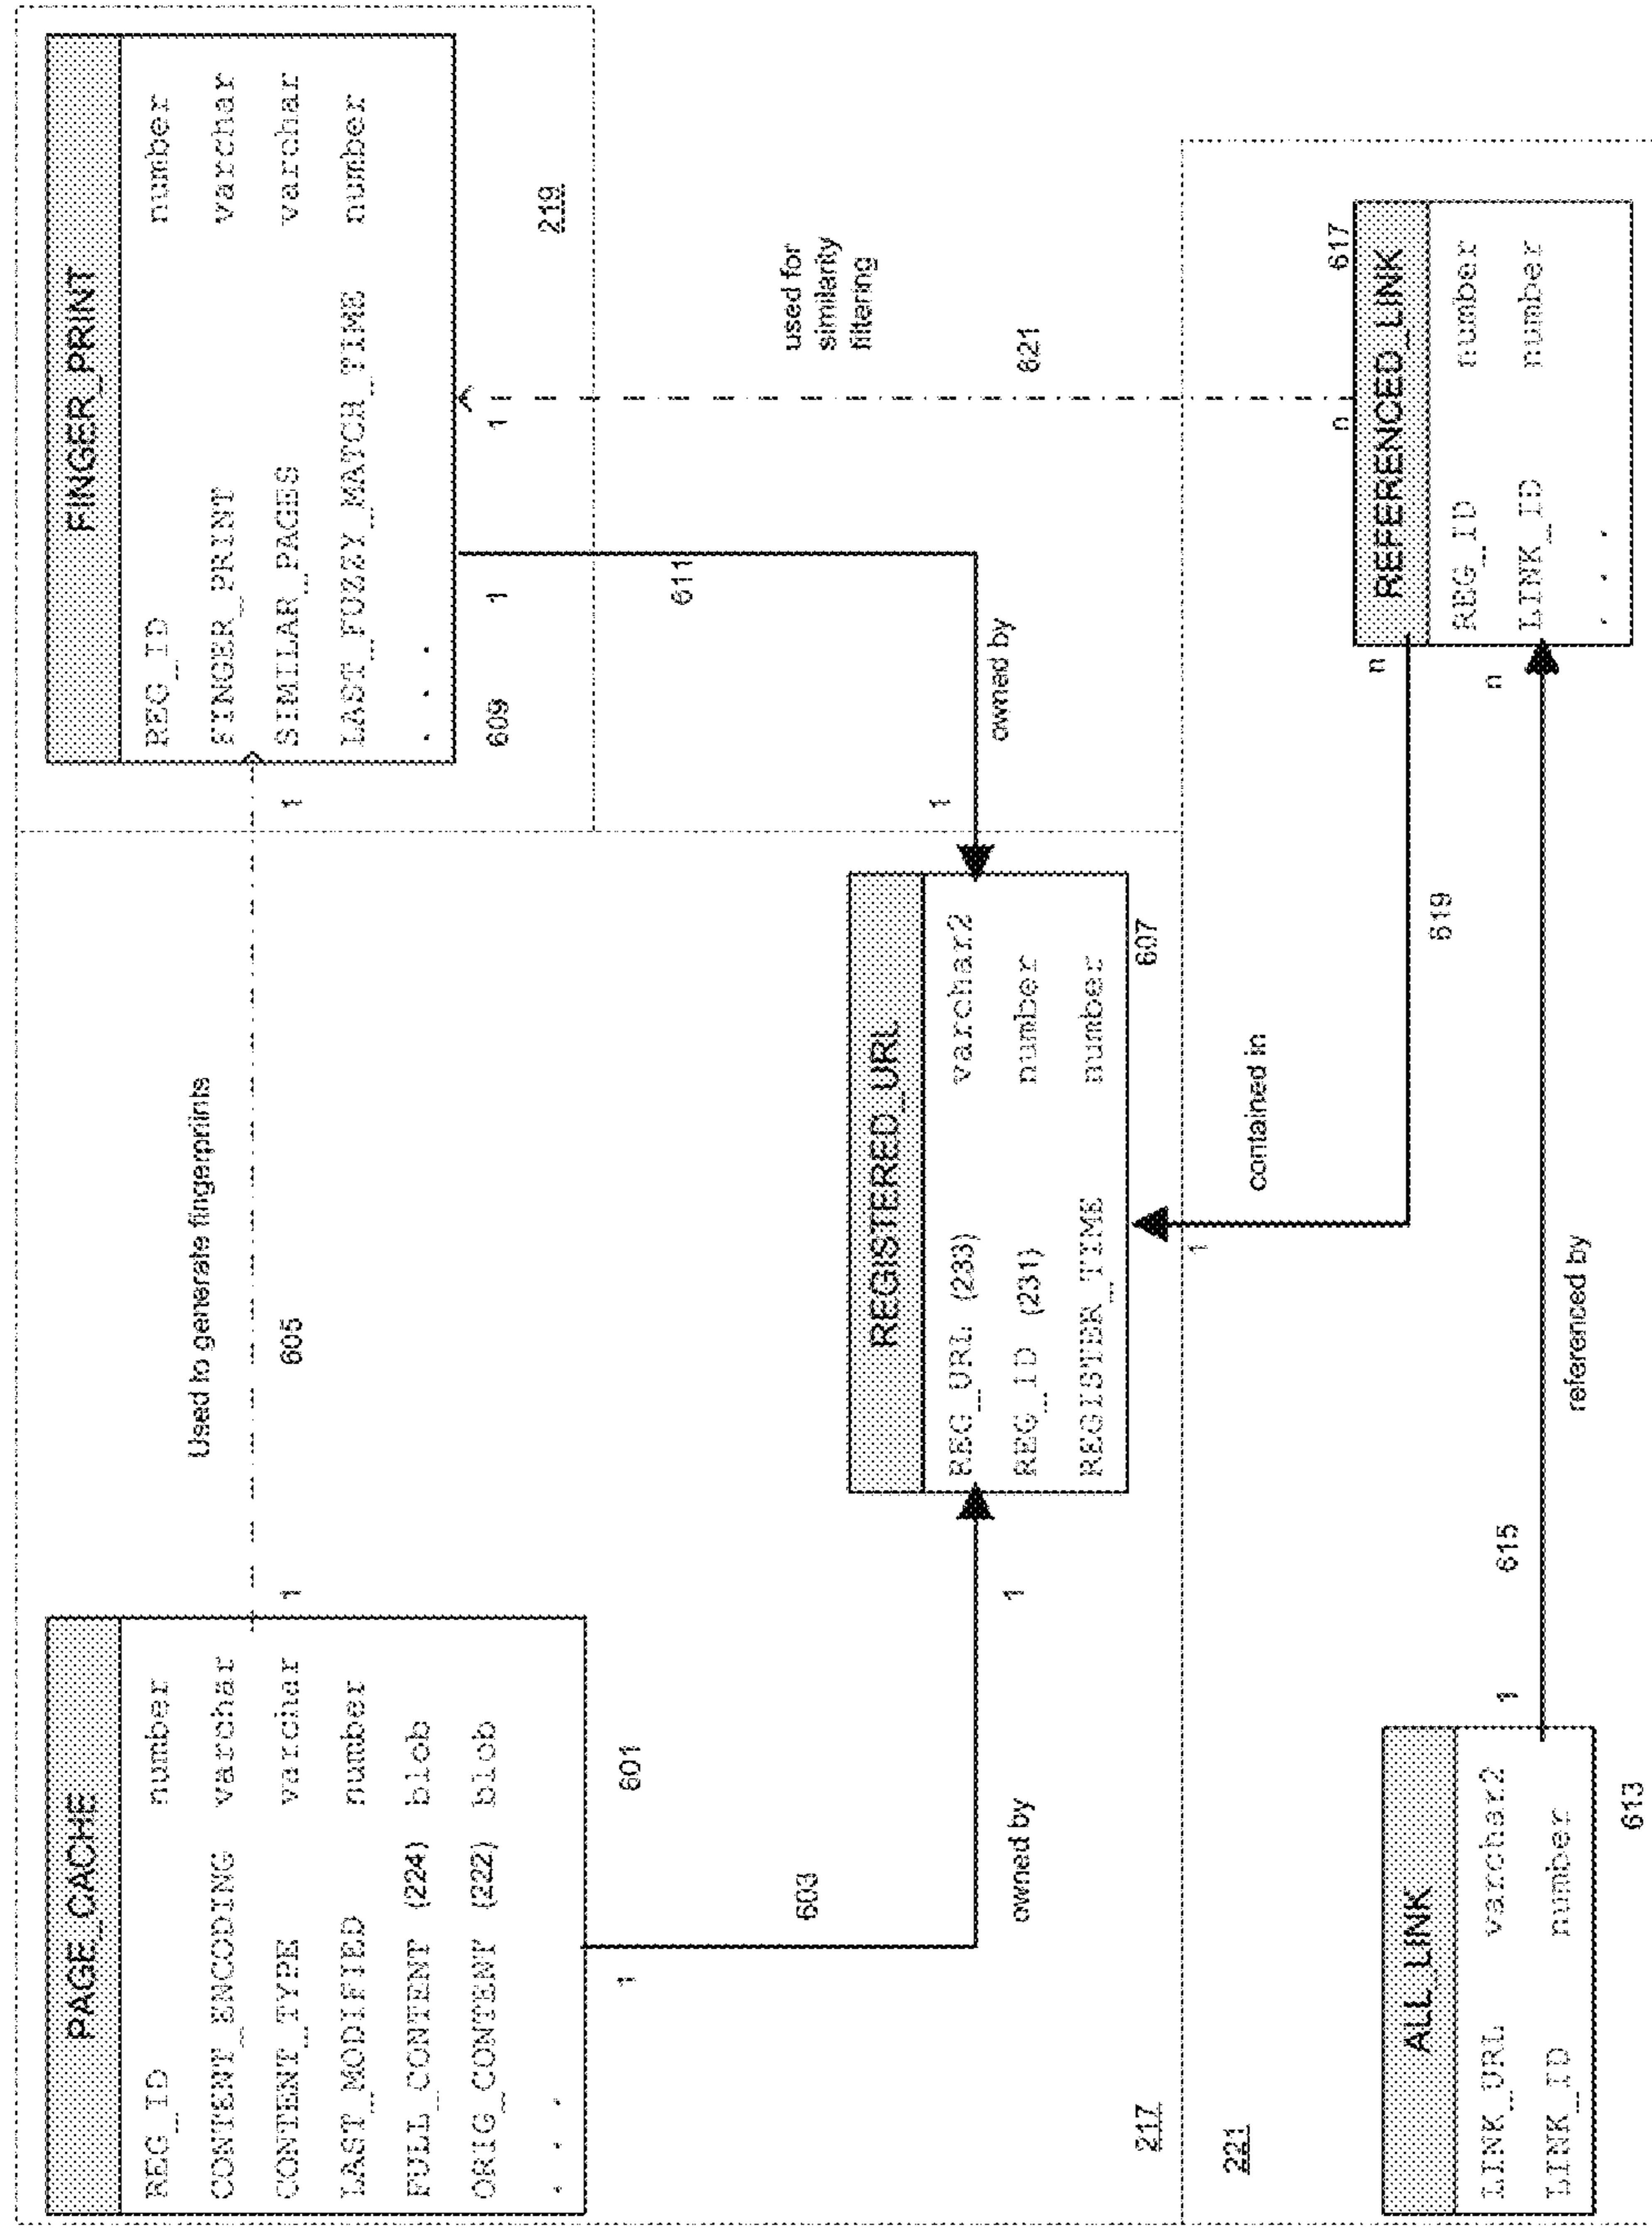 PAGE_CACHE
REG_ID number
CONTENT_ENCODING varchar
CONTENT_TYPE varchar
LAST_MODIFIED number
FULL_CONTENT (224) blob
ORIG_CONTENT (222) blob
. . .
601
Used to generate fingerprints
1
605
1
FINGER_PRINT
REG_ID number
FINGER_PRINT varchar
SIMILAR_PAGES varchar
LAST_FUZZY_MATCH_TIME number
. . .
609
1
1
219
1
603
owned by
1
611
owned by
1
used for
similarity
filtering
621
REGISTERED_URL
REG_URL (233) varchar2
REG_ID (231) number
REGISTER_TIME number
607
217
221
1
contained in
619
n
n
617
REFERENCED_LINK
REG_ID number
LINK_ID number
. . .
ALL_LINK
LINK_URL varchar2
LINK_ID number
613
1
615
referenced by
n